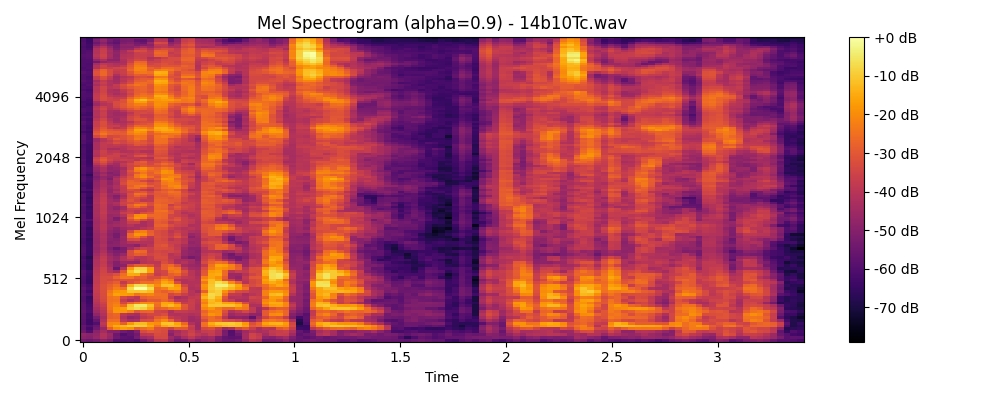 Mel Spectrogram (alpha=0.9) - 14b10Tc.wav
Mel Frequency
4096
2048
1024
512
0
0
0.5
1
1.5
2
2.5
3
Time
+0 dB
-10 dB
-20 dB
-30 dB
-40 dB
-50 dB
-60 dB
-70 dB